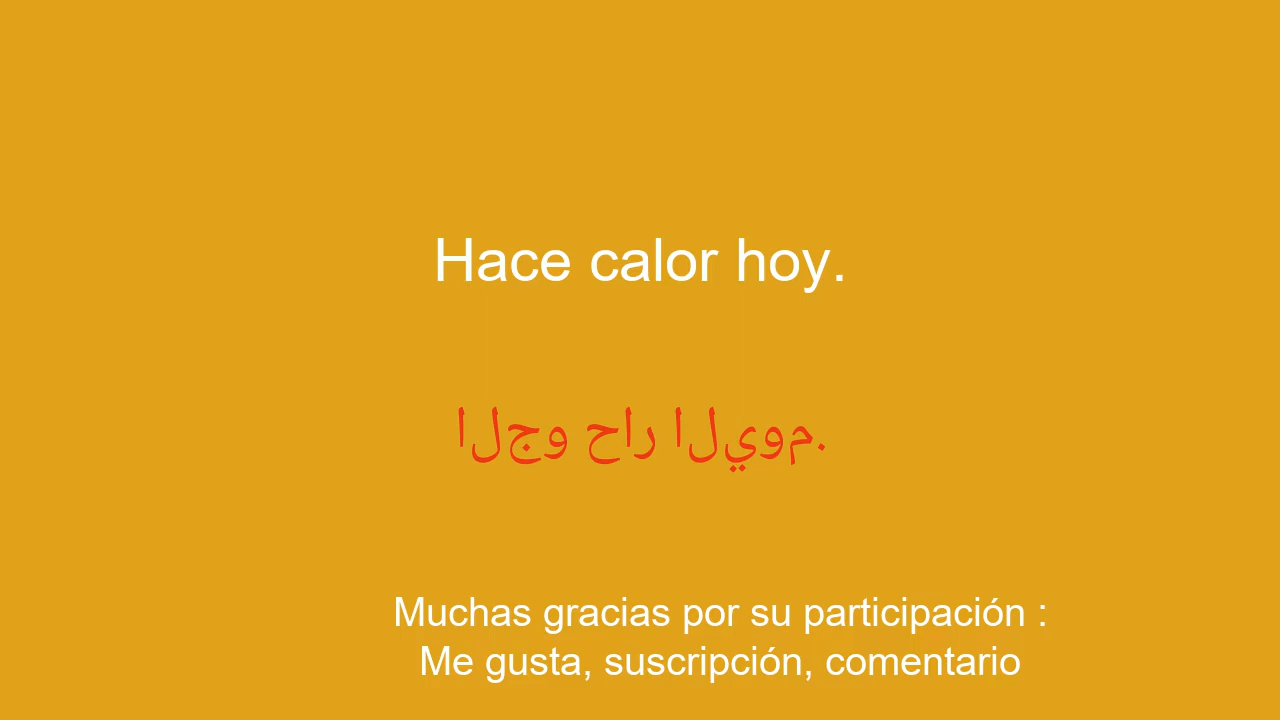 Hace calor hoy.
الجو حار اليوم.
Muchas gracias por su participación :
Me gusta, suscripción, comentario